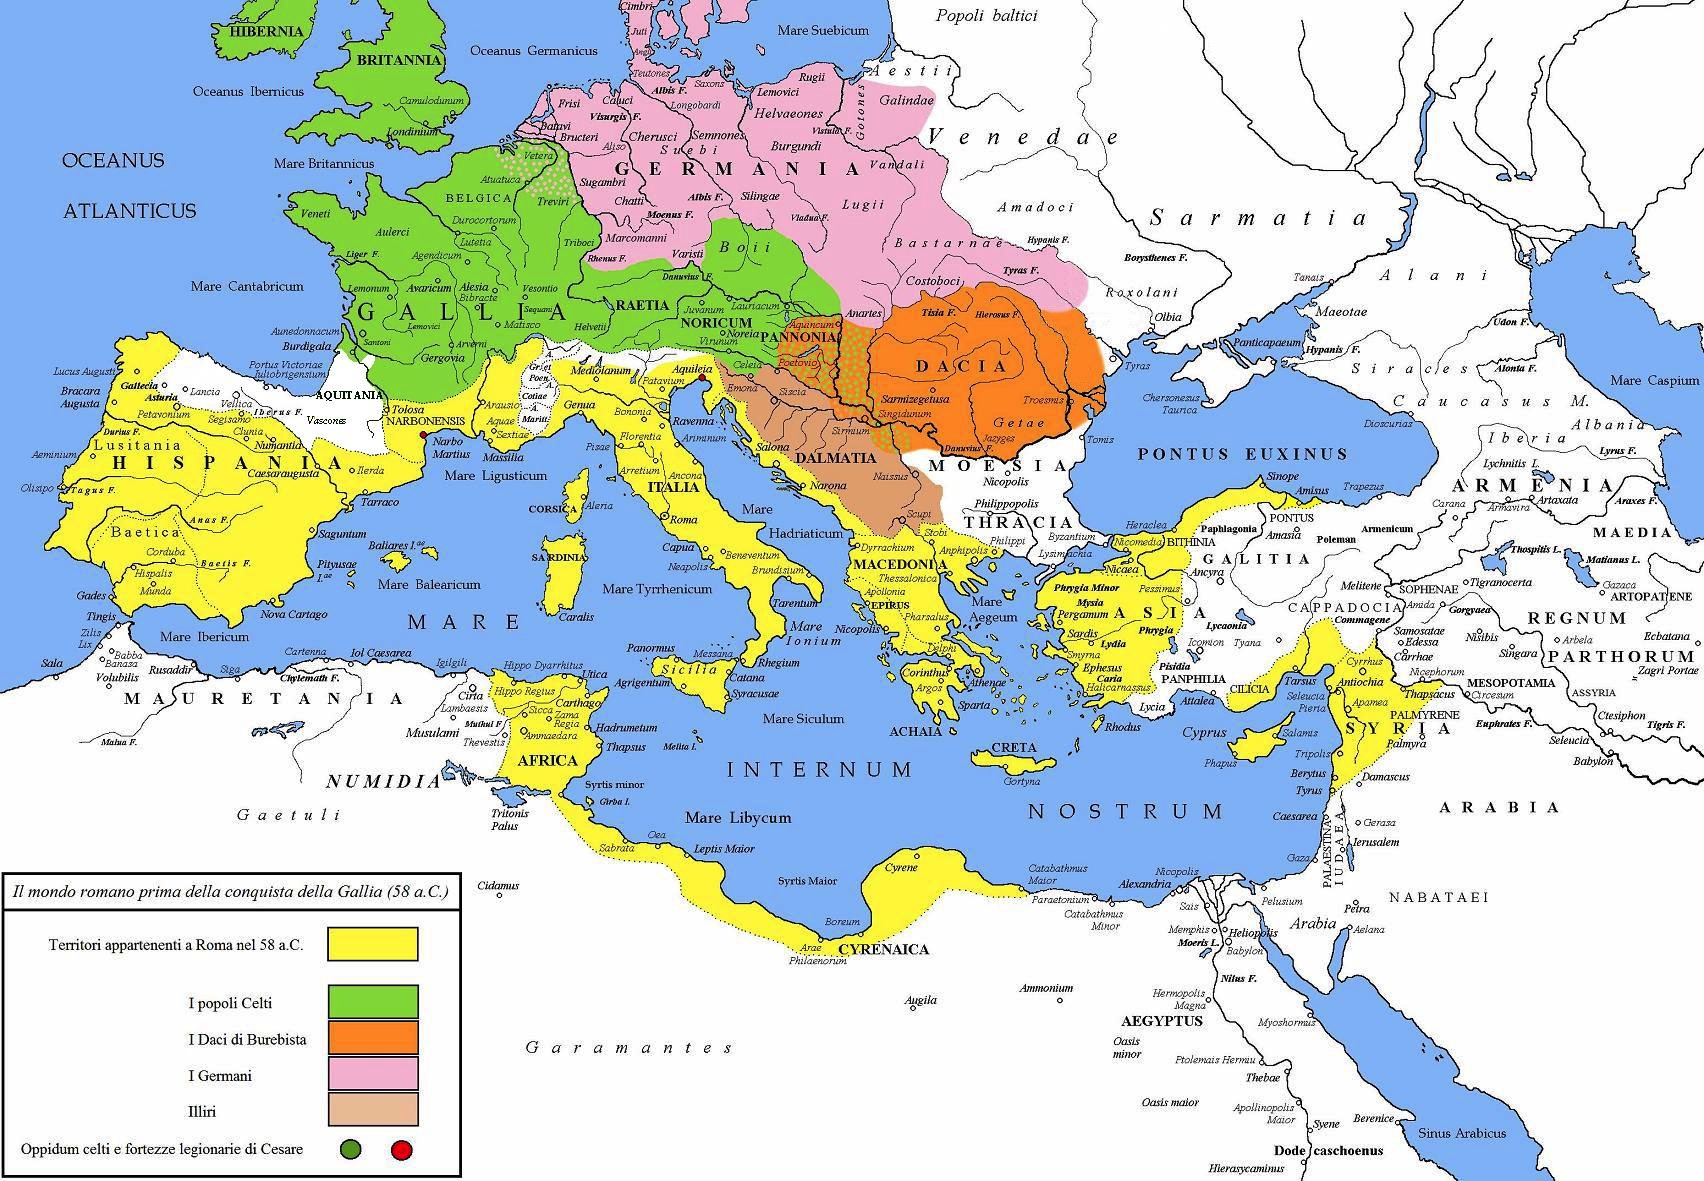 Cimbri
Juti
Angli
HIBERNIA
BRITANNIA
Oceanus Germanicus
Mare Suebicum
Popoli baltici
Oceanus Ibernicus
Camulodunum
Londinium
Teutones
Saxons
Albis F.
Longobardi
Rugii
Lemovici
Aestii
Galindae
Gotones
Frisi
Cauci
Visurgis F.
Helvaeones
Batavi
Bructeri
Cherusci
Semnones
Vistula F.
Venedae
OCEANUS
ATLANTICUS
Mare Britannicus
Vetera
Aliso
Suebi
Burgundi
GERMANIA
Vandali
Atuatuca
Sugambri
BELGICA
Treviri
Chatti
Albis F.
Silingae
Lugii
Moenus F.
Viadua F.
Amadoci
Sarmatia
Veneti
Durocortorum
Aulerci
Lutetia
Triboci
Marcomanni
Boii
Bastarnae
Hypanis F.
Liger F.
Agendicum
Rhenus F.
Varisti
Borysthenes F.
Mare Cantabricum
Lemonum
Avaricum
Alesia
Bibracte
Vesontio
Danuvius F.
Costoboci
Tyras F.
Tanais
Alani
Roxolani
GALLIA
Sequani
RAETIA
Juvanum
Lauriacum
Anartes
Tisia F.
Hierosus F.
Olbia
Maeotae
Aunedonnacum
Santoni
Lemovici
Matisco
Helvetii
NORICUM
Noreia
Virunum
Aquincum
PANNONIA
Udon F.
Burdigala
Arverni
Gergovia
Panticapaeum
Hypanis F.
Portus Victoriae
Iuliobrigensium
Mediolanum
Aquileia
Celeia
Poetovio
DACIA
Tyras
Siraces
Alonta F.
Mare Caspium
Lucus Augusti
Gallecia
Asturia
Lancia
Vellica
Bracara
Augusta
AQUITANIA
Tolosa
NARBONENSIS
Arausio
Graiet
Poen.
A.
Cotiae
A.
Marit.
Genua
Patavium
Emona
Siscia
Sarmizegetusa
Troesmis
Chersonesus
Taurica
Caucasus M.
Petavonium
Segisamo
Iberus F.
Vascones
Aquae
Sextiae
Bononia
Ravenna
Singidunum
Sirmium
Getae
Dioscurias
Albania
Durius F.
Clunia
Numantia
Narbo
Martius
Massilla
Pisae
Florentia
Ariminum
Salona
Danuvius F.
Jazyges
Tomis
Iberia
Lyrus F.
Aeminium
Lusitania
HISPANIA
Caesaraugusta
Ilerda
Mare Ligusticum
Arretium
Ancona
DALMATIA
Naissus
MOESIA
Nicopolis
PONTUS EUXINUS
Lychnitis L.
Olisipo
Tagus F.
Tarraco
CORSICA
Aleria
ITALIA
Narona
Sinope
Amisus
Trapezus
ARMENIA
Carana
Artaxata
Armavira
Araxes F.
Baetica
Anas F.
Saguntum
Roma
Mare
Hadriaticum
Scupi
Philippopolis
THRACIA
Heraclea
Paphlagonia
PONTUS
Amasia
Armenicum
MAEDIA
Corduba
Baetis F.
Baliares I.ae
SARDINIA
Capua
Neapolis
Beneventum
Brundisium
Dyrrachium
Stobi
Anphipolis
Philippi
Byzantium
Lysimachia
Nicomedia
BITHINIA
Poleman
Thospitis L.
Matianus L.
Hispalis
Munda
Pityusae
I.ae
Mare Balearicum
Mare Tyrrhenicum
MACEDONIA
Thessalonica
Nicaea
GALITIA
Ancyra
Gades
Nova Cartago
Caralis
Tarentum
Apollonia
EPIRUS
Phrygia Minor
Mysia
Pessimus
Melitene
SOPHENAE
Tigranocerta
Gazaca
ARTOPATENE
Tingis
Mare Ibericum
MARE
Mare
Ionium
Nicopolis
Pharsalus
Mare
Aegeum
Pergamum
ASIA
CAPPADOCIA
Commagene
Amida
Gorgyaea
REGNUM
PARTHORUM
Zilis
Lix
Babba
Banasa
Volubilis
Rusaddir
Siga
Cartenna
Iol Caesarea
Igilgili
Hippo Dyarrhutus
Panormus
Messana
Rhegium
Delphi
Sardis
Lydia
Phrygia
Lycaonia
Iconion
Tyana
Samosatae
Edessa
Carrhae
Nisibis
Singara
Arbela
Ecbatana
Zagri Portae
Sala
Chylemath F.
Cirta
Hippo Regius
Utica
Carthago
Sicilia
Agrigentum
Catana
Syracusae
Corinthus
Argos
Athenae
Smyrna
Ephesus
Caria
Halicarnassus
Pisidia
PANPHILIA
CILICIA
Tarsus
Cyrrhus
Antiochia
Nicephorum
Thapsacus
MESOPOTAMIA
Circesum
ASSYRIA
MAURETANIA
Lambaesis
Muthul F
Sicca
Zama
Regia
Ammaedara
Hadrumetum
Sparta
Lycia
Attalea
Seleucia
Pieria
Apamea
PALMYRENE
Euphrates F.
Ctesiphon
Tigris F.
Malua F.
Musulami
Thevestis
Thapsus
Melita I.
Mare Siculum
ACHAIA
Rhodus
Cyprus
Salamis
SYRIA
Palmyra
Seleucia
Babylon
NUMIDIA
AFRICA
CRETA
Gortyna
Phapus
Tripolis
Berytus
Damascus
Tyrus
INTERNUM
Syrtis minor
Girba I.
Gaetuli
Tritonis
Palus
Mare Libycum
NOSTRUM
ARABIA
Caesarea
PALAESTINA
IUDAEA
Gerasa
Ierusalem
Oea
Sabrata
Leptis Maior
Gaza
Cidamus
Syrtis Maior
Cyrene
Catabathmus
Maior
Nicopolis
Alexandria
NABATAEI
Paraetonium
Catabathmus
Minor
Sais
Pelusium
Petra
Boreum
Arae
Philaenorum
CYRENAICA
Memphis
Heliopolis
Arabia
Aelana
Moeris L.
Babylon
Nilus F.
Augila
Ammonium
Hermopolis
Magna
AEGYPTUS
Myoshormus
Garamantes
Oasis
minor
Ptolemais Hermiu
Thebae
Oasis maior
Apollinopolis
Maior
Berenice
Syene
Sinus Arabicus
Dode caschoenus
Hierasycaminus
Il mondo romano prima della conquista della Gallia (58 a.C.)
Territori appartenenti a Roma nel 58 a.C.
I popoli Celti
I Daci di Burebista
I Germani
Illiri
Oppidum celti e fortezze legionarie di Cesare